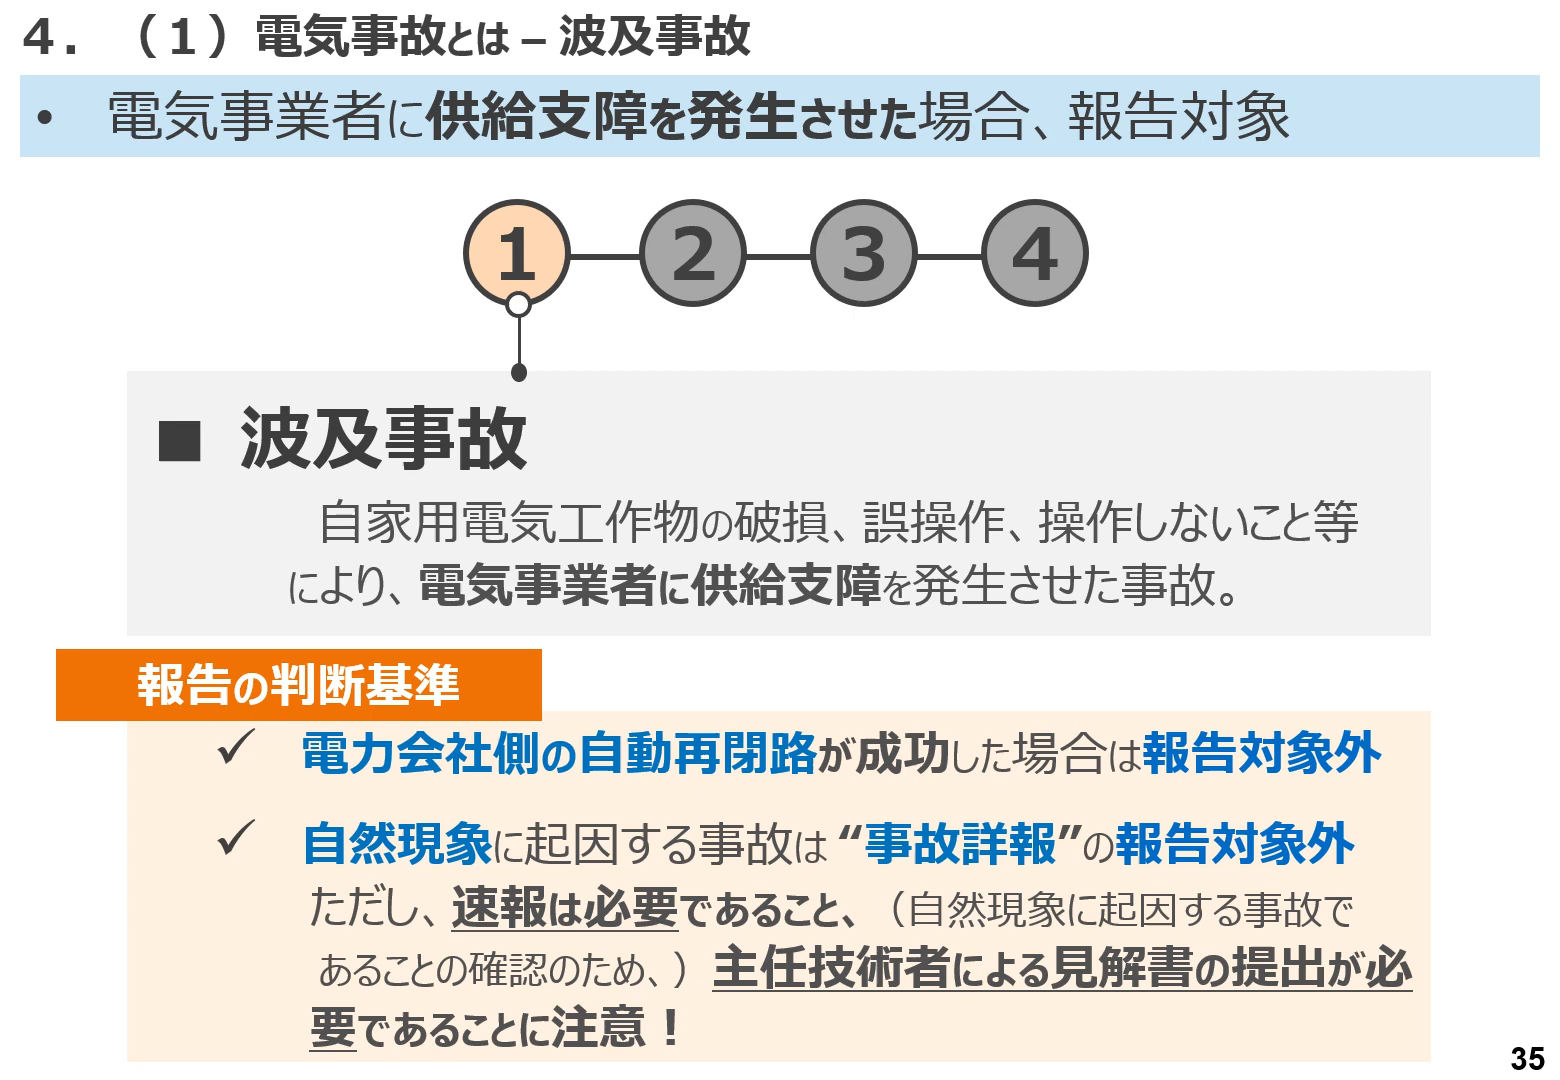 ４．（１）電気事故とは – 波及事故
• 電気事業者に供給支障を発生させた場合、報告対象
1 2 3 4
■ 波及事故
自家用電気工作物の破損、誤操作、操作しないこと等
により、電気事業者に供給支障を発生させた事故。
報告の判断基準
✓ 電力会社側の自動再閉路が成功した場合は報告対象外
✓ 自然現象に起因する事故は “事故詳報”の報告対象外
ただし、速報は必要であること、（自然現象に起因する事故で
あることの確認のため、）主任技術者による見解書の提出が必
要であることに注意！
35